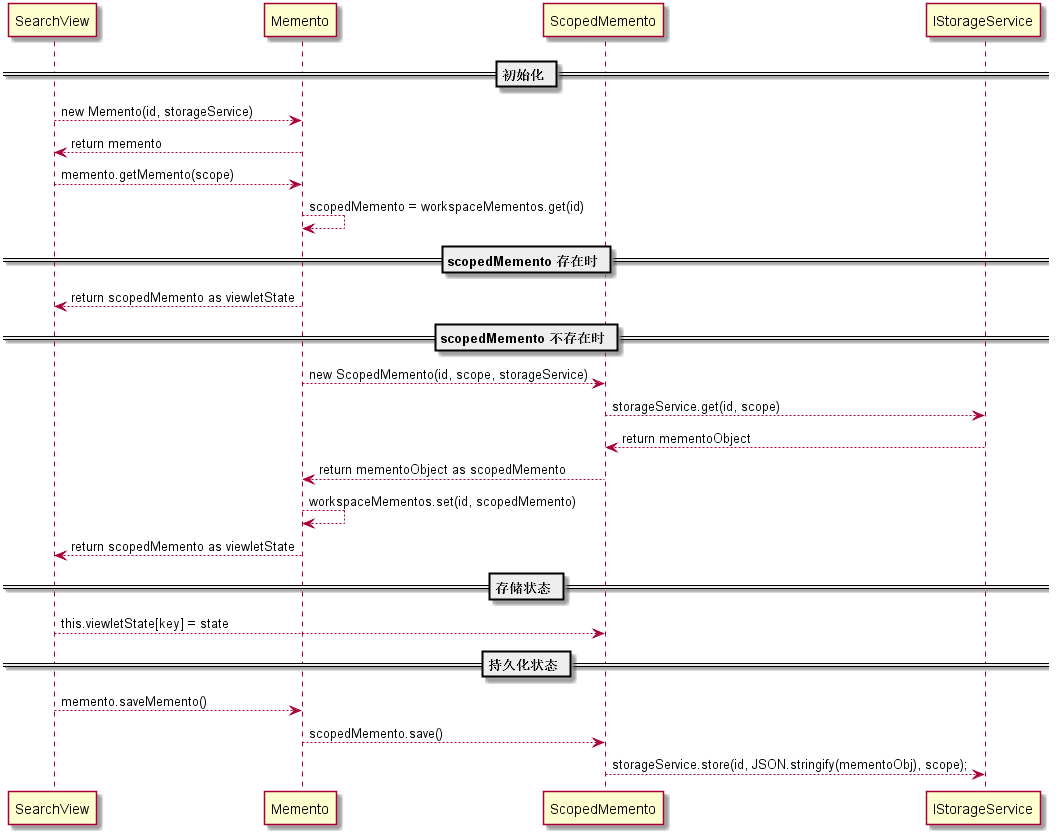 SearchView
Memento
ScopedMemento
IStorageService
初始化
new Memento(id, storageService)
return memento
memento.getMemento(scope)
scopedMemento = workspaceMementos.get(id)
scopedMemento 存在时
return scopedMemento as viewletState
scopedMemento 不存在时
new ScopedMemento(id, scope, storageService)
storageService.get(id, scope)
return mementoObject
return mementoObject as scopedMemento
workspaceMementos.set(id, scopedMemento)
return scopedMemento as viewletState
存储状态
this.viewletState[key] = state
持久化状态
memento.saveMemento()
scopedMemento.save()
storageService.store(id, JSON.stringify(mementoObj), scope);
SearchView
Memento
ScopedMemento
IStorageService